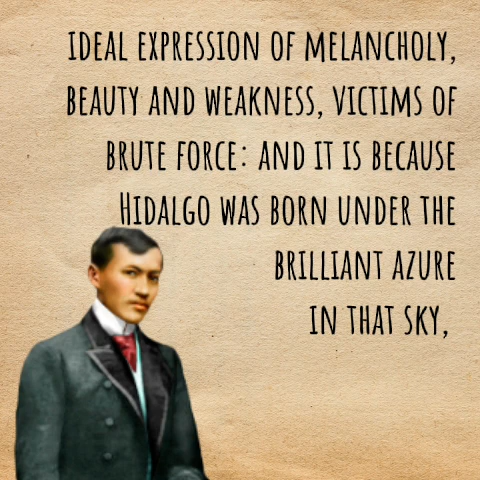 ideal expression of melancholy,
beauty and weakness, victims of
brute force: and it is because
Hidalgo was born under the
brilliant azure
in that sky,